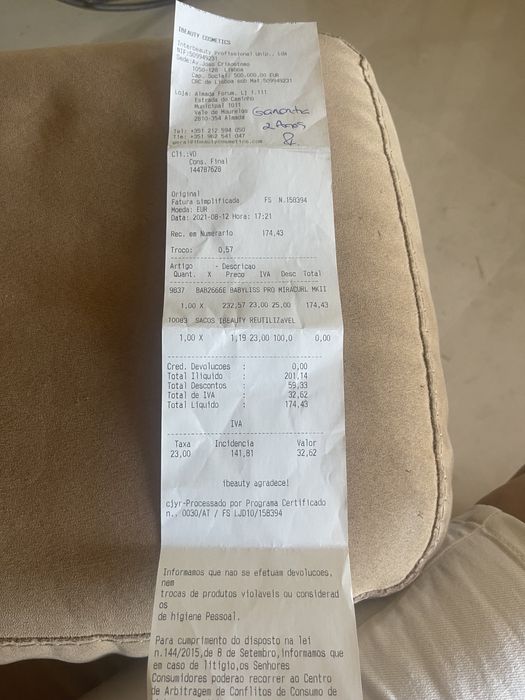 IBEAUTY COSMETICS
Interbeauty Profissional Unip., Lda
NIF:509949231
Sede:Av.Joao Crisostomo
1050-126 Lisboa
Cap. Social: 500.000,00 EUR
CRC de Lisboa sob Mat.509949231
Loja: Almada Forum, Lj 1.111
Estrada do Caminho
Municipal 1011
Vale de Mourelos
2810-354 Almada
Garantia
2 Anos
Tel: +351 212 594 050
Tlm: +351 962 541 047
geral@ibeautycosmetics.com
Cli.:VD
Cons. Final
144787620
Original
Fatura simplificada FS N.158394
Moeda: EUR
Data: 2021-08-12 Hora: 17:21
Rec. em Numerario 174,43
Troco: 0,57
Artigo - Descricao
Quant. X Preco IVA Desc Total
9837 BAB2666E BABYLISS PRO MIRACURL MKII
1,00 X 232,57 23,00 25,00 174,43
10083 SACOS IBEAUTY REUTILIZaVEL
1,00 X 1,19 23,00 100,0 0,00
Cred. Devolucoes : 0,00
Total Iliquido : 201,14
Total Descontos : 59,33
Total de IVA : 32,62
Total Liquido : 174,43
IVA
Taxa Incidencia Valor
23,00 141,81 32,62
ibeauty agradece!
cjyr-Processado por Programa Certificado
n.. 0030/AT / FS LJD10/158394
Informamos que nao se efetuam devolucoes,
nem
trocas de produtos violaveis ou considerad
os
de higiene Pessoal.
Para cumprimento do disposto na lei
n.144/2015,de 8 de Setembro,informamos que
em caso de litigio,os Senhores
Consumidores poderao recorrer ao Centro
de Arbitragem de Conflitos de Consumo de